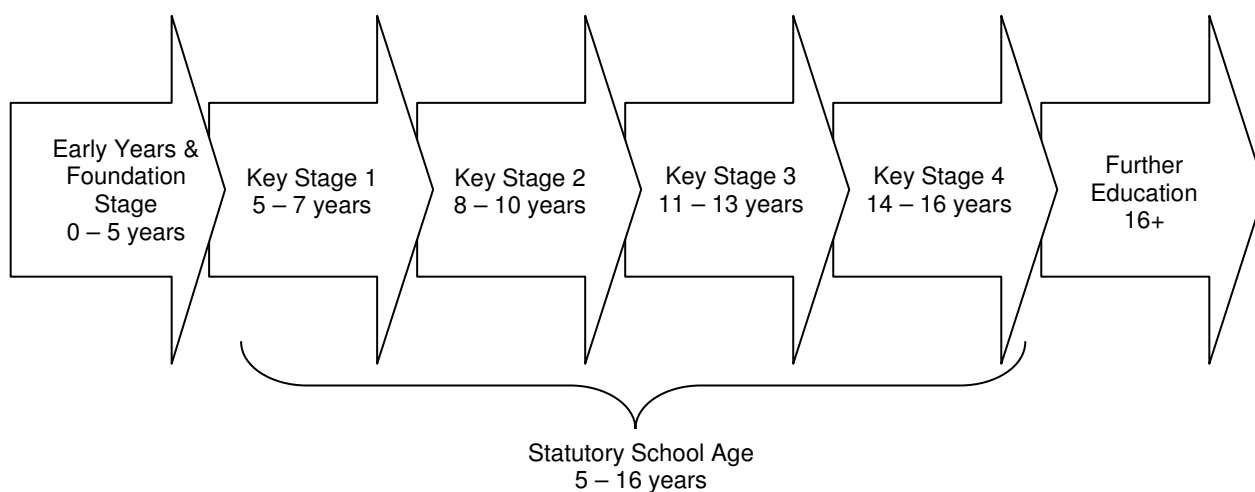 Early Years &
Foundation
Stage
0 – 5 years
Key Stage 1
5 – 7 years
Key Stage 2
8 – 10 years
Key Stage 3
11 – 13 years
Key Stage 4
14 – 16 years
Further
Education
16+
Statutory School Age
5 – 16 years